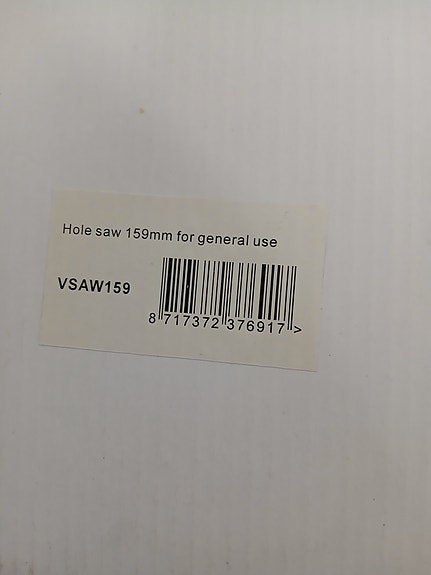 Hole saw 159mm for general use
VSAW159
8 717372 376917 >